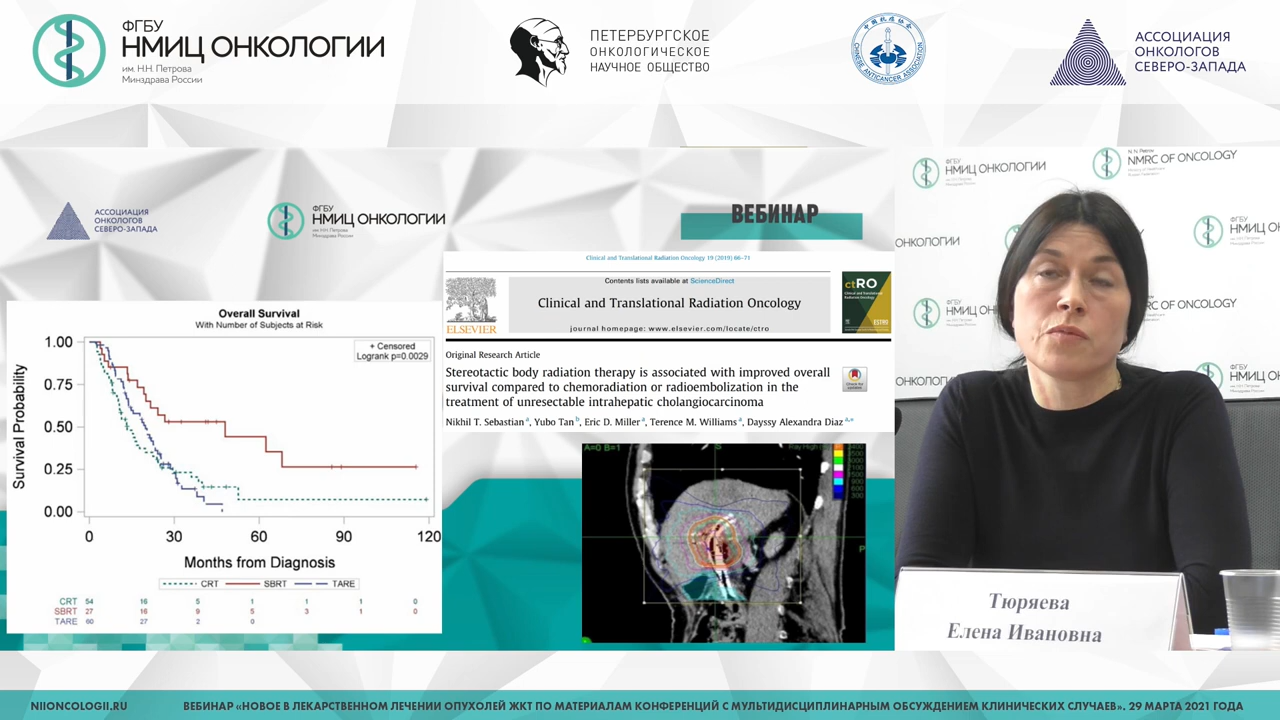 ФГБУ
НМИЦ ОНКОЛОГИИ
им. Н.Н. Петрова
Минздрава России
ПЕТЕРБУРГСКОЕ
ОНКОЛОГИЧЕСКОЕ
НАУЧНОЕ ОБЩЕСТВО
CHINESE ANTICANCER ASSOCIATION
АССОЦИАЦИЯ
ОНКОЛОГОВ
СЕВЕРО-ЗАПАДА
АССОЦИАЦИЯ
ОНКОЛОГОВ
СЕВЕРО-ЗАПАДА
ФГБУ
НМИЦ ОНКОЛОГИИ
им. Н.Н. Петрова
Минздрава России
ВЕБИНАР
Clinical and Translational Radiation Oncology 19 (2019) 66–71
Contents lists available at ScienceDirect
Clinical and Translational Radiation Oncology
journal homepage: www.elsevier.com/locate/ctro
ELSEVIER
ctRO
Original Research Article
Stereotactic body radiation therapy is associated with improved overall
survival compared to chemoradiation or radioembolization in the
treatment of unresectable intrahepatic cholangiocarcinoma
Nikhil T. Sebastian a, Yubo Tan b, Eric D. Miller a, Terence M. Williams a, Dayssy Alexandra Diaz a,*
Overall Survival
With Number of Subjects at Risk
+ Censored
Logrank p=0.0029
Survival Probability
1.00
0.75
0.50
0.25
0.00
0 30 60 90 120
Months from Diagnosis
CRT SBRT TARE
CRT 54 16 5 1 1 1 0
SBRT 27 16 9 5 3 1 0
TARE 60 27 2 0
A=0 B=1
S
P
ФГБУ
НМИЦ ОНКОЛОГИИ
N.N. Petrov
NMRC OF ONCOLOGY
ОНКОЛОГИИ
Тюряева
Елена Ивановна
NIIONCOLOGII.RU
ВЕБИНАР «НОВОЕ В ЛЕКАРСТВЕННОМ ЛЕЧЕНИИ ОПУХОЛЕЙ ЖКТ ПО МАТЕРИАЛАМ КОНФЕРЕНЦИЙ С МУЛЬТИДИСЦИПЛИНАРНЫМ ОБСУЖДЕНИЕМ КЛИНИЧЕСКИХ СЛУЧАЕВ». 29 МАРТА 2021 ГОДА